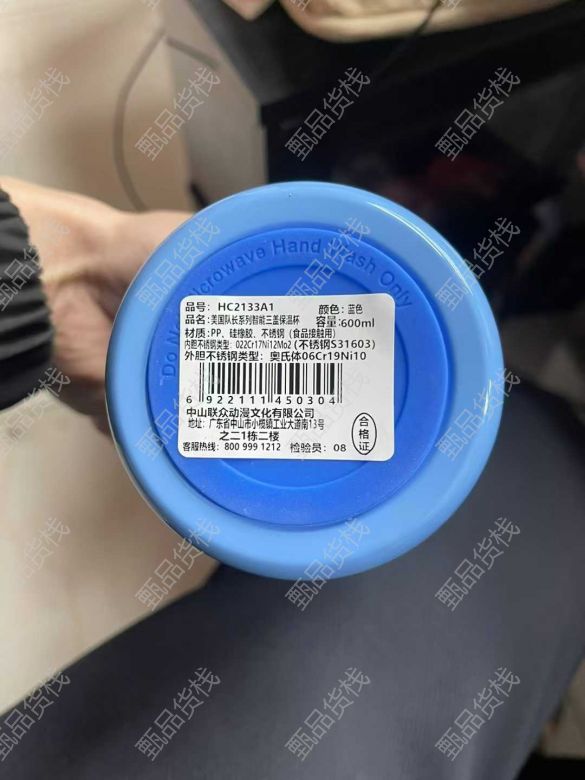 Do No Microwave Hand Wash Only
品号: HC2133A1 颜色: 蓝色
品名: 美国队长系列智能三盖保温杯 容量: 600ml
材质: PP、硅橡胶、不锈钢 (食品接触用)
内胆不锈钢类型: 022Cr17Ni12Mo2 (不锈钢S31603)
外胆不锈钢类型: 奥氏体06Cr19Ni10
6 922111 450304
中山联众动漫文化有限公司
地址: 广东省中山市小榄镇工业大道南13号
之二1栋二楼
客服热线: 800 999 1212 检验员: 08
合格证
甄品货栈